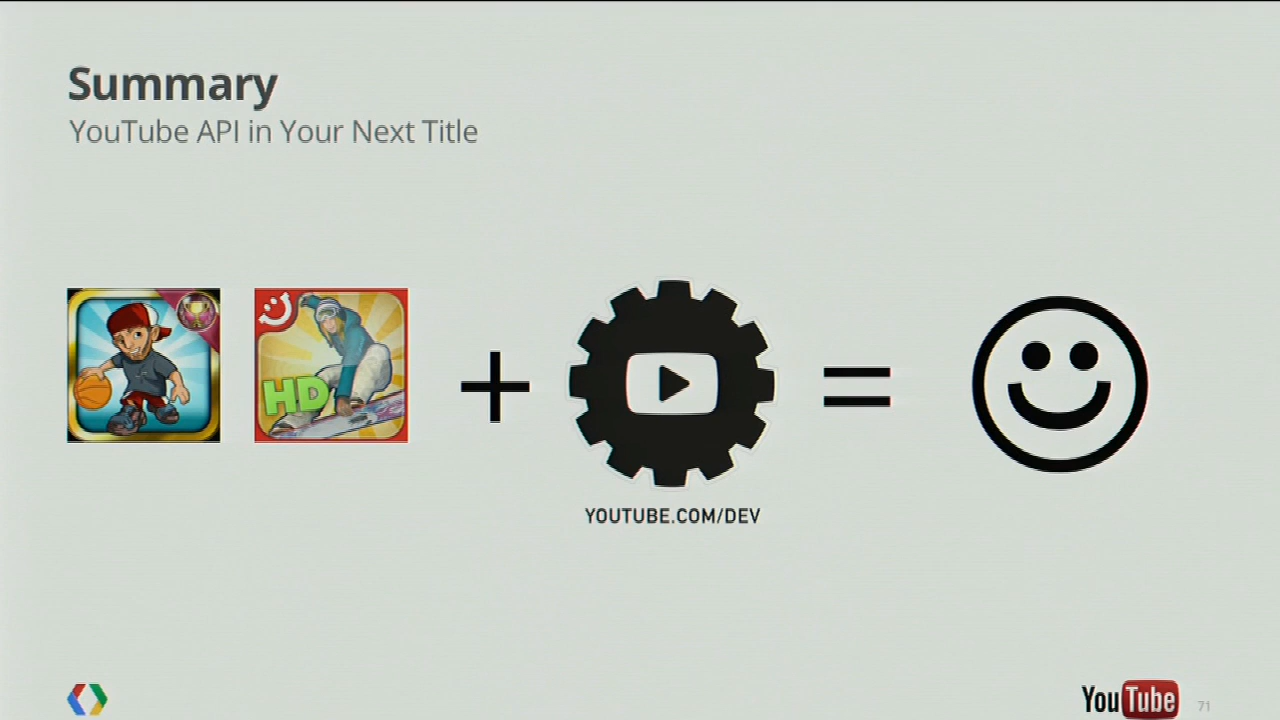 Summary
YouTube API in Your Next Title
HD
+
=
YOUTUBE.COM/DEV
YouTube
71